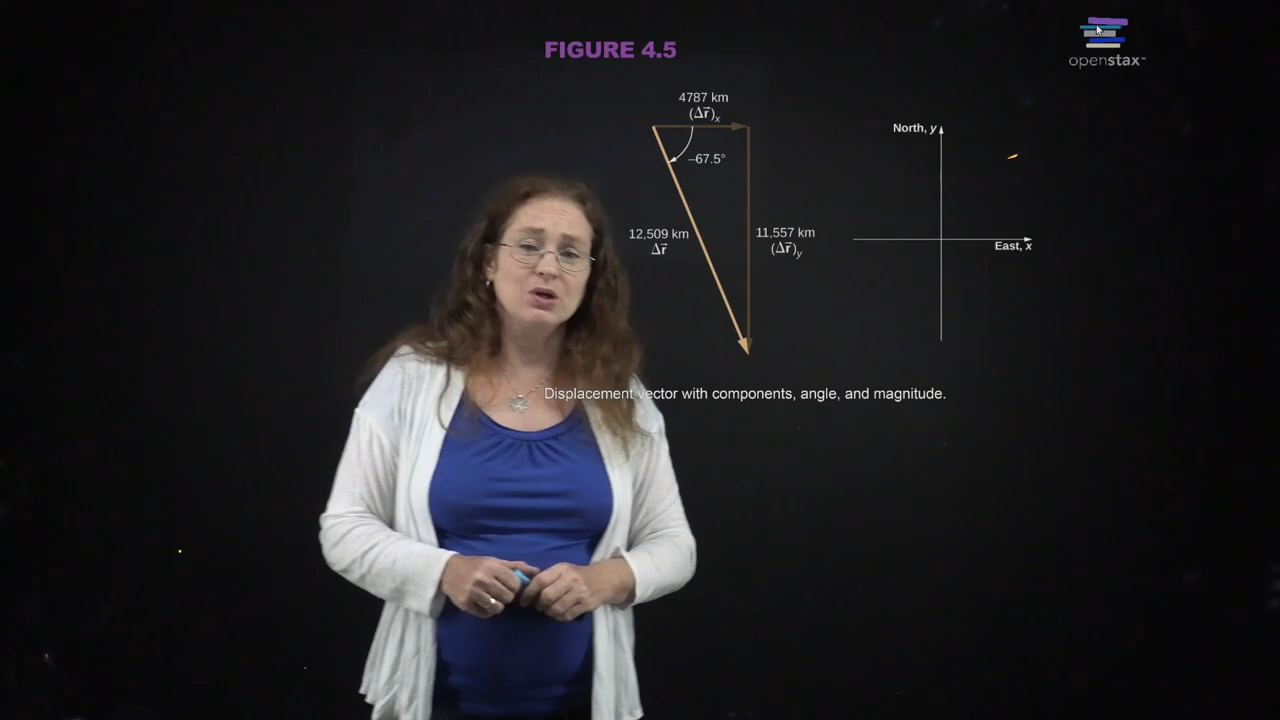 FIGURE 4.5
openstax™
4787 km
(Δr⃗)ₓ
North, y
–67.5°
12,509 km
Δr⃗
11,557 km
(Δr⃗)ᵧ
East, x
Displacement vector with components, angle, and magnitude.